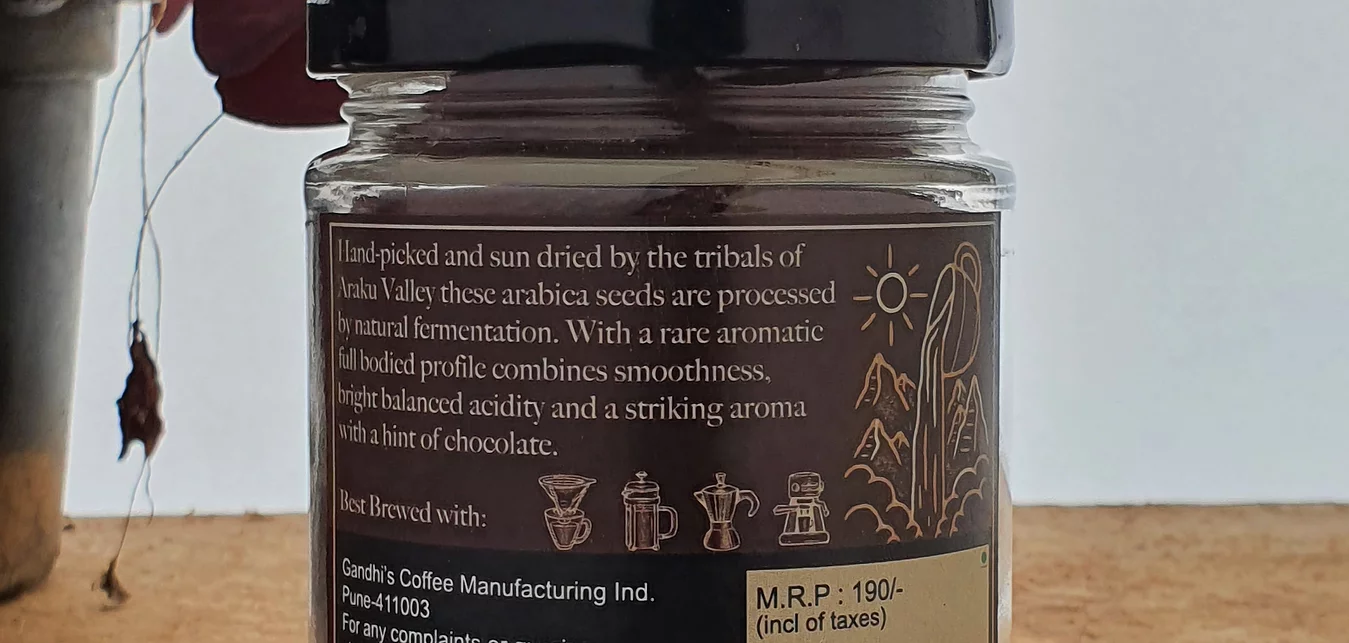 Hand-picked and sun dried by the tribals of
Araku Valley these arabica seeds are processed
by natural fermentation. With a rare aromatic
full bodied profile combines smoothness,
bright balanced acidity and a striking aroma
with a hint of chocolate.
Best Brewed with:
Gandhi's Coffee Manufacturing Ind.
Pune-411003
For any complaints or
M.R.P : 190/-
(incl of taxes)